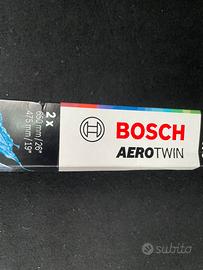 2 x
650 mm / 26"
475 mm / 19"
BOSCH
AEROTWIN
subito